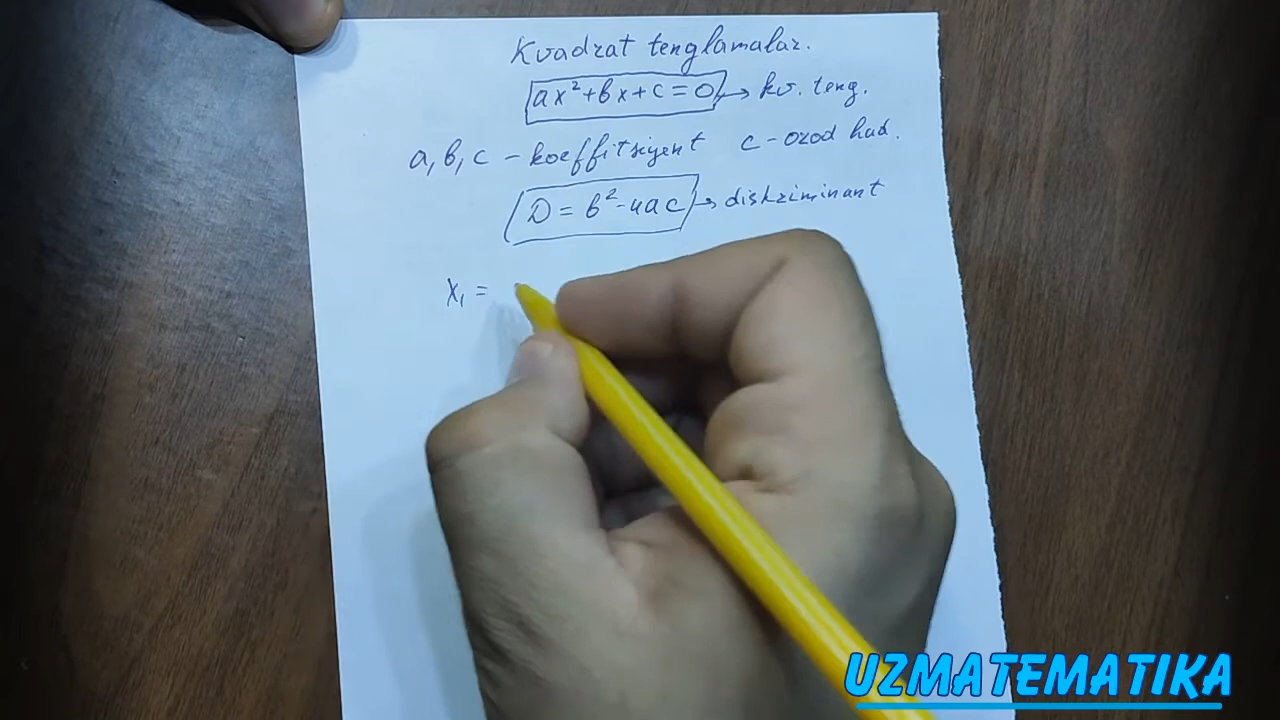 Kvadrat tenglamalar.
ax²+bx+c=0 → kv. teng.
a, b, c - koeffitsiyent c - ozod had.
D = b²-4ac → diskriminant
x₁ =
UZMATEMATIKA